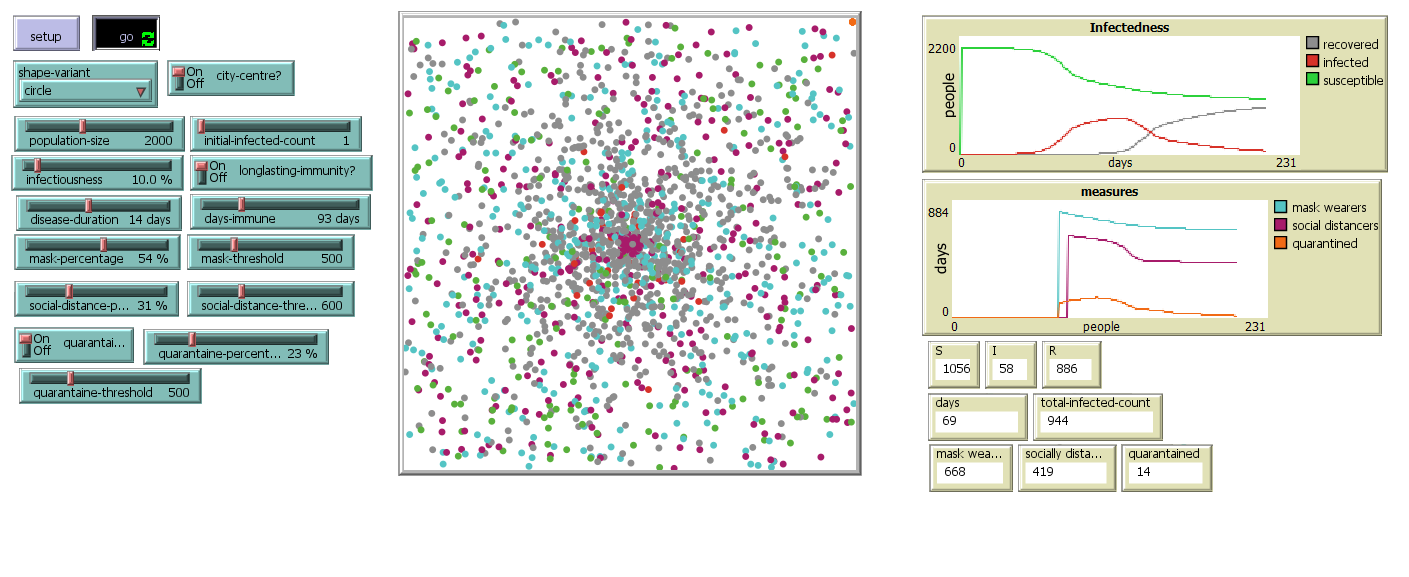 setup
go
shape-variant
circle
On
Off
city-centre?
population-size 2000
initial-infected-count 1
infectiousness 10.0 %
On
Off
longlasting-immunity?
disease-duration 14 days
days-immune 93 days
mask-percentage 54 %
mask-threshold 500
social-distance-p... 31 %
social-distance-thre... 600
On
Off
quarantai...
quarantaine-percent... 23 %
quarantaine-threshold 500
Infectedness
2200
people
0
0
days
231
recovered
infected
susceptible
measures
884
days
0
0
people
231
mask wearers
social distancers
quarantined
S
1056
I
58
R
886
days
69
total-infected-count
944
mask wea...
668
socially dista...
419
quarantained
14